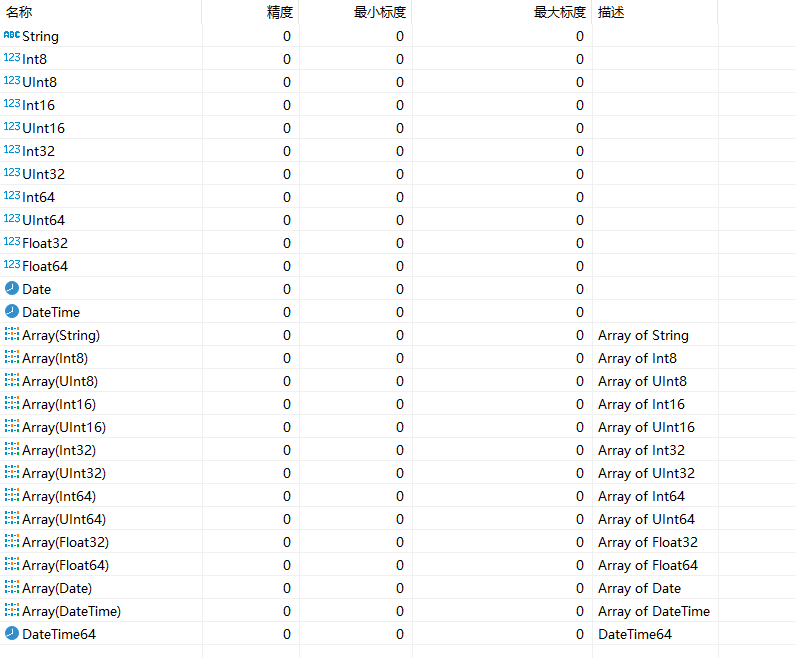 名称 精度 最小标度 最大标度 描述
ABC String 0 0 0
123 Int8 0 0 0
123 UInt8 0 0 0
123 Int16 0 0 0
123 UInt16 0 0 0
123 Int32 0 0 0
123 UInt32 0 0 0
123 Int64 0 0 0
123 UInt64 0 0 0
123 Float32 0 0 0
123 Float64 0 0 0
Date 0 0 0
DateTime 0 0 0
Array(String) 0 0 0 Array of String
Array(Int8) 0 0 0 Array of Int8
Array(UInt8) 0 0 0 Array of UInt8
Array(Int16) 0 0 0 Array of Int16
Array(UInt16) 0 0 0 Array of UInt16
Array(Int32) 0 0 0 Array of Int32
Array(UInt32) 0 0 0 Array of UInt32
Array(Int64) 0 0 0 Array of Int64
Array(UInt64) 0 0 0 Array of UInt64
Array(Float32) 0 0 0 Array of Float32
Array(Float64) 0 0 0 Array of Float64
Array(Date) 0 0 0 Array of Date
Array(DateTime) 0 0 0 Array of DateTime
DateTime64 0 0 0 DateTime64